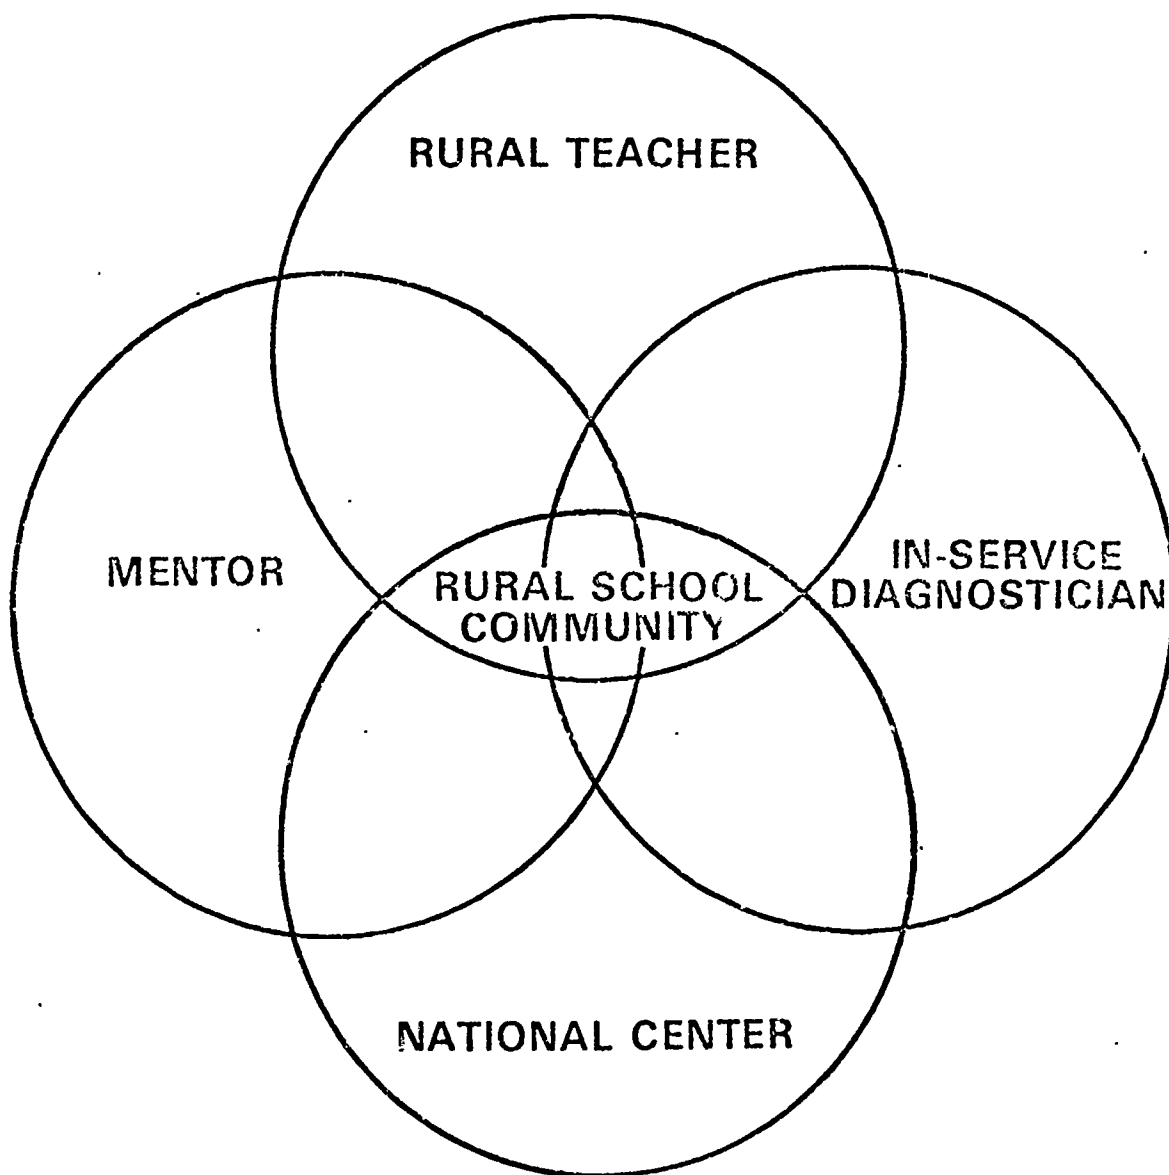 RURAL TEACHER
MENTOR
RURAL SCHOOL
COMMUNITY
IN-SERVICE
DIAGNOSTICIAN
NATIONAL CENTER